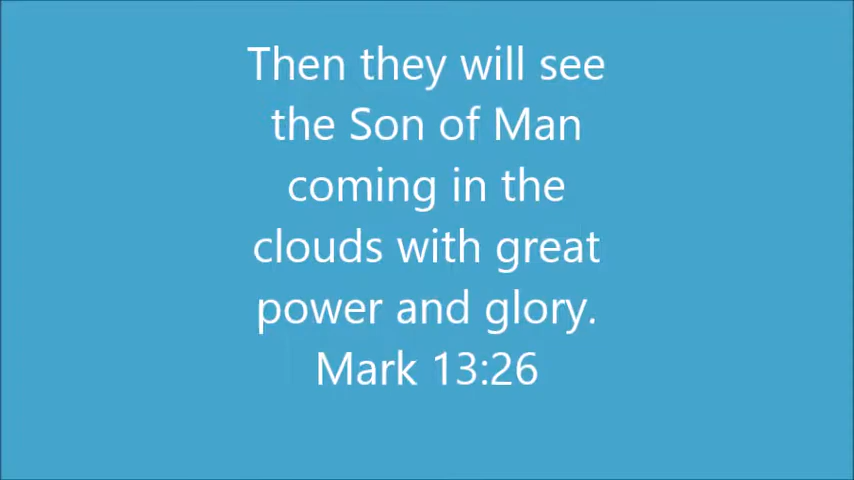 Then they will see
the Son of Man
coming in the
clouds with great
power and glory.
Mark 13:26